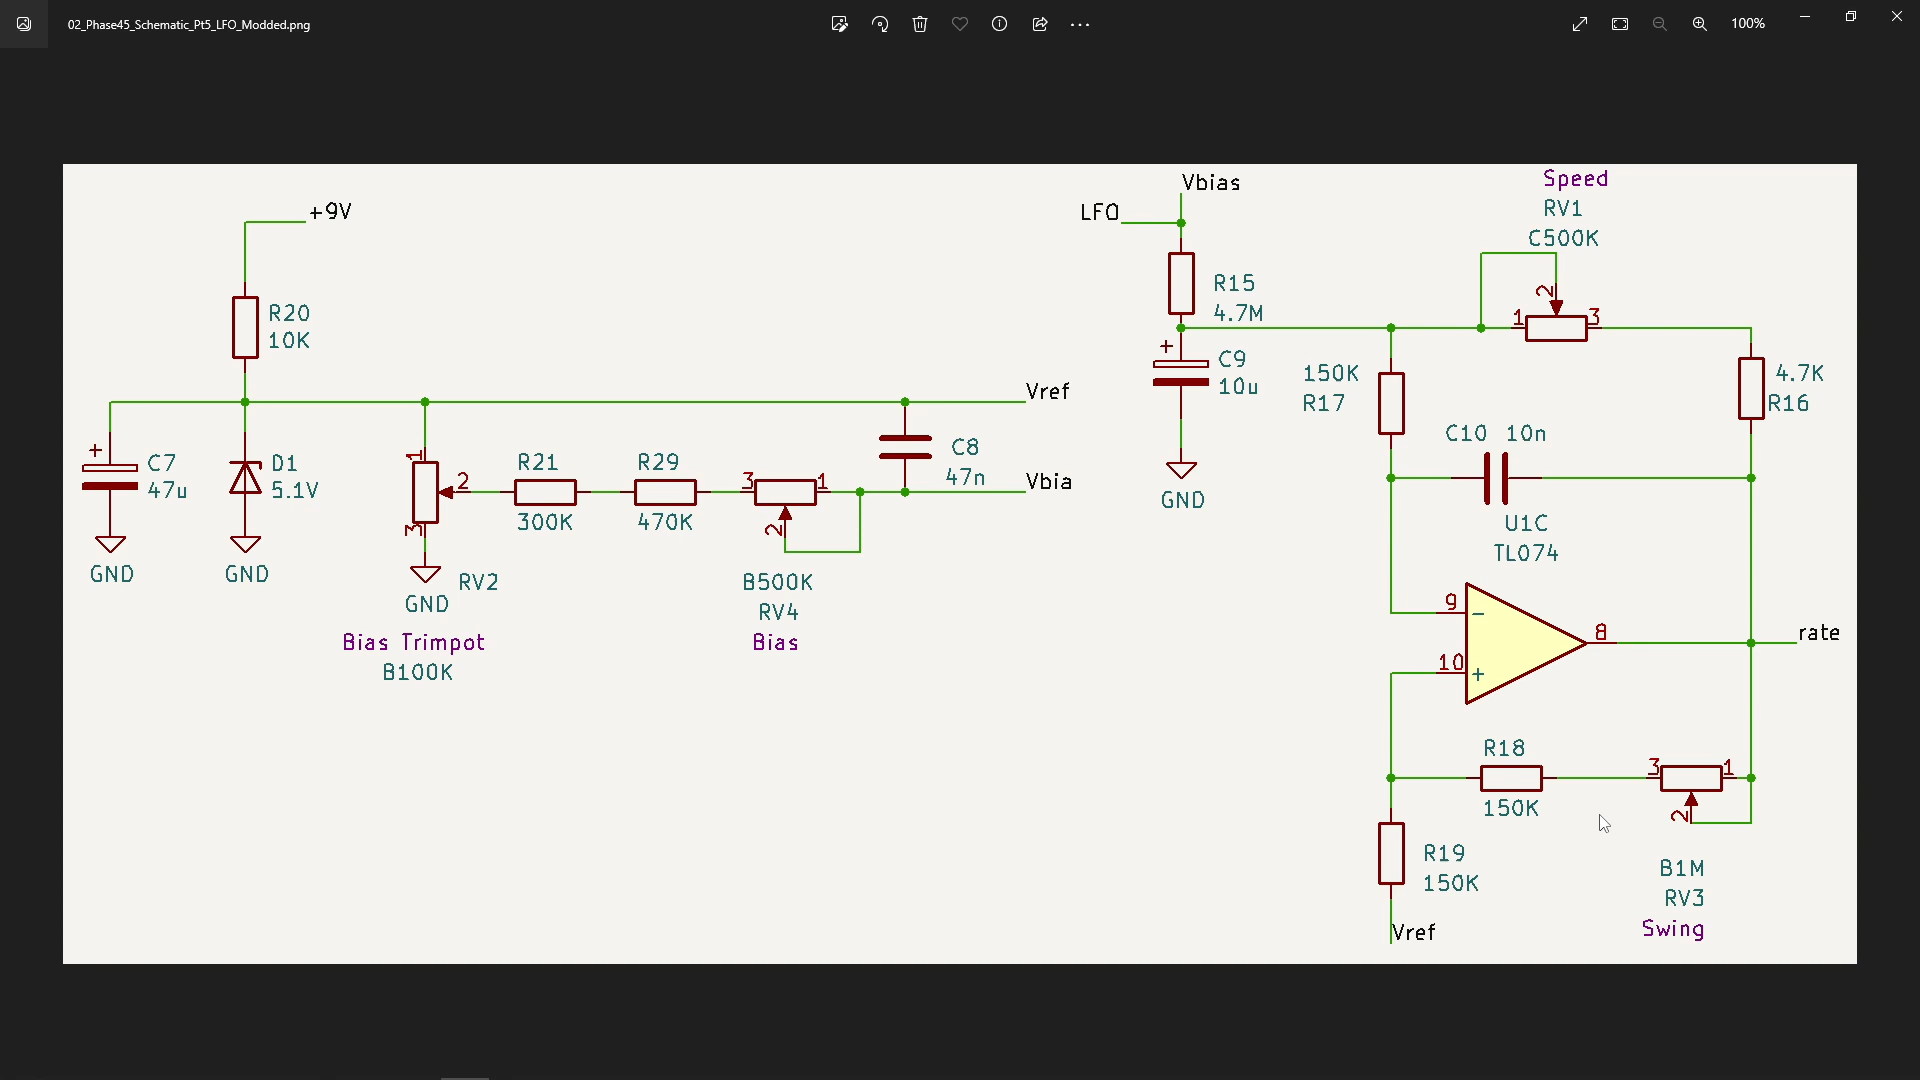 02_Phase45_Schematic_Pt5_LFO_Modded.png
100%
+9V
R20
10K
Vref
C7
47u
D1
5.1V
1
2
3
R21
300K
R29
470K
3
1
2
C8
47n
Vbia
GND
GND
GND
RV2
Bias Trimpot
B100K
B500K
RV4
Bias
Vbias
LFO
R15
4.7M
C9
10u
GND
Speed
RV1
C500K
2
1
3
150K
R17
4.7K
R16
C10 10n
U1C
TL074
9
-
10
+
8
rate
R18
150K
3
1
2
R19
150K
B1M
RV3
Swing
Vref